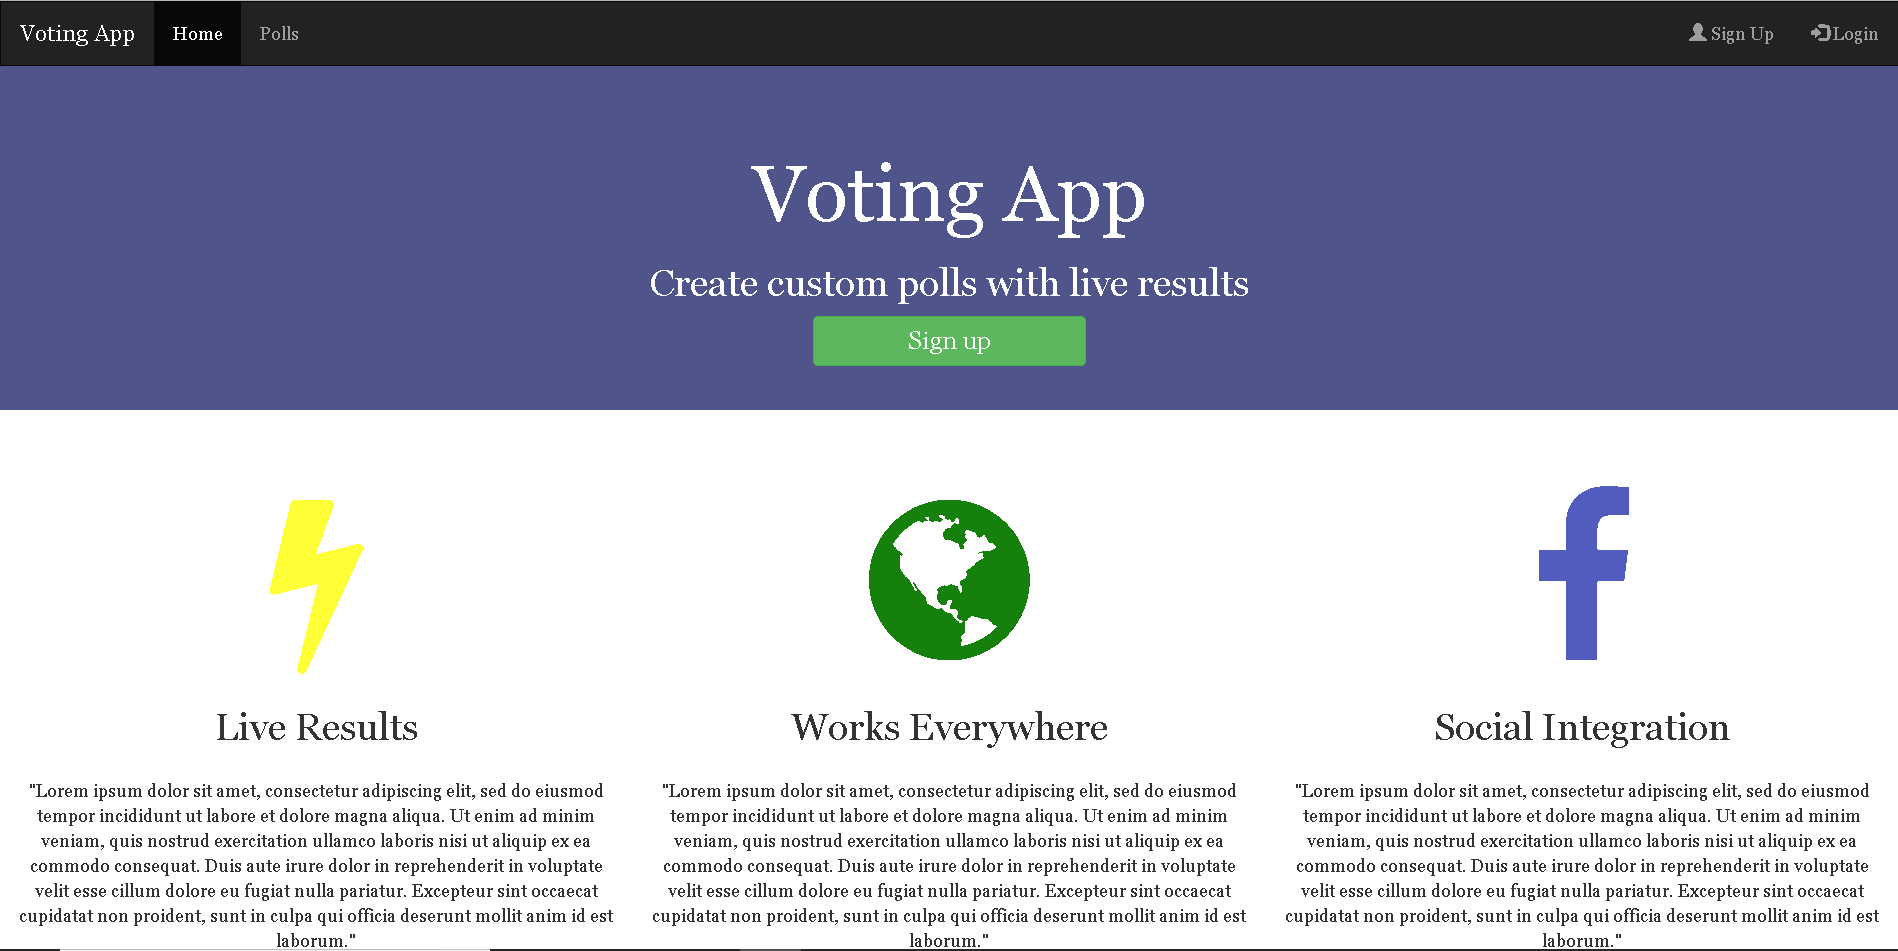 Voting App Home Polls Sign Up Login
Voting App
Create custom polls with live results
Sign up
Live Results
"Lorem ipsum dolor sit amet, consectetur adipiscing elit, sed do eiusmod
tempor incididunt ut labore et dolore magna aliqua. Ut enim ad minim
veniam, quis nostrud exercitation ullamco laboris nisi ut aliquip ex ea
commodo consequat. Duis aute irure dolor in reprehenderit in voluptate
velit esse cillum dolore eu fugiat nulla pariatur. Excepteur sint occaecat
cupidatat non proident, sunt in culpa qui officia deserunt mollit anim id est
laborum."
Works Everywhere
"Lorem ipsum dolor sit amet, consectetur adipiscing elit, sed do eiusmod
tempor incididunt ut labore et dolore magna aliqua. Ut enim ad minim
veniam, quis nostrud exercitation ullamco laboris nisi ut aliquip ex ea
commodo consequat. Duis aute irure dolor in reprehenderit in voluptate
velit esse cillum dolore eu fugiat nulla pariatur. Excepteur sint occaecat
cupidatat non proident, sunt in culpa qui officia deserunt mollit anim id est
laborum."
Social Integration
"Lorem ipsum dolor sit amet, consectetur adipiscing elit, sed do eiusmod
tempor incididunt ut labore et dolore magna aliqua. Ut enim ad minim
veniam, quis nostrud exercitation ullamco laboris nisi ut aliquip ex ea
commodo consequat. Duis aute irure dolor in reprehenderit in voluptate
velit esse cillum dolore eu fugiat nulla pariatur. Excepteur sint occaecat
cupidatat non proident, sunt in culpa qui officia deserunt mollit anim id est
laborum."